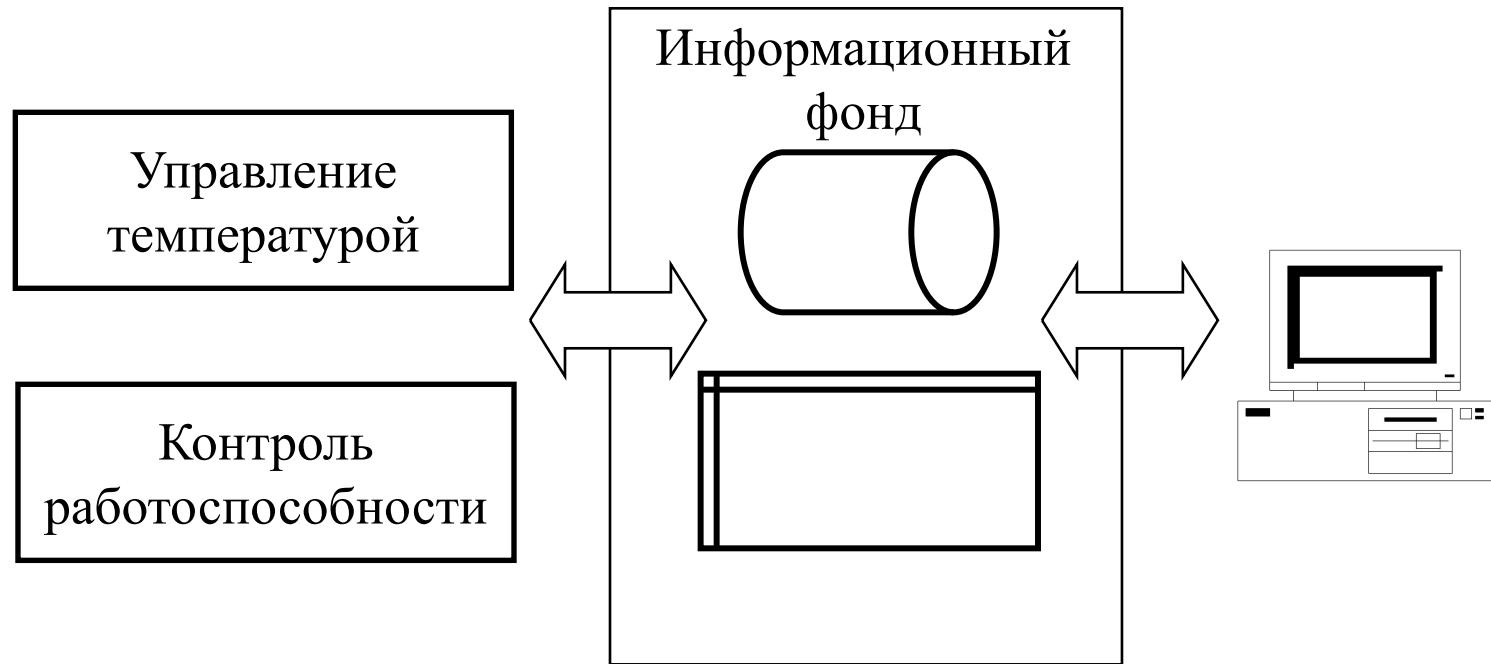 Информационный
фонд
Управление
температурой
Контроль
работоспособности